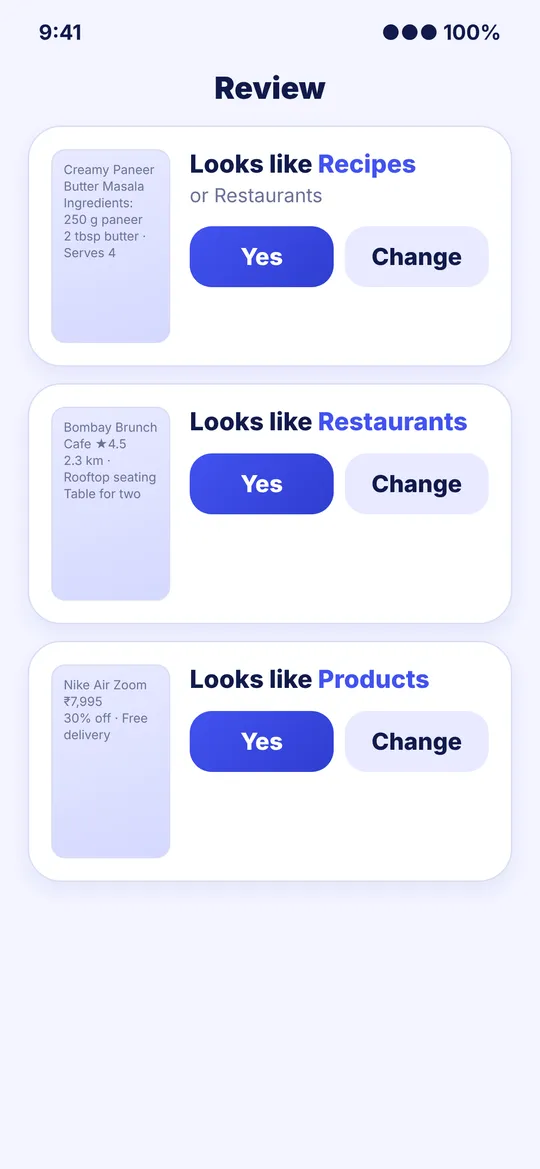 9:41
100%
Review
Creamy Paneer
Butter Masala
Ingredients:
250 g paneer
2 tbsp butter ·
Serves 4
Looks like Recipes
or Restaurants
Yes
Change
Bombay Brunch
Cafe ★4.5
2.3 km ·
Rooftop seating
Table for two
Looks like Restaurants
Yes
Change
Nike Air Zoom
₹7,995
30% off · Free
delivery
Looks like Products
Yes
Change